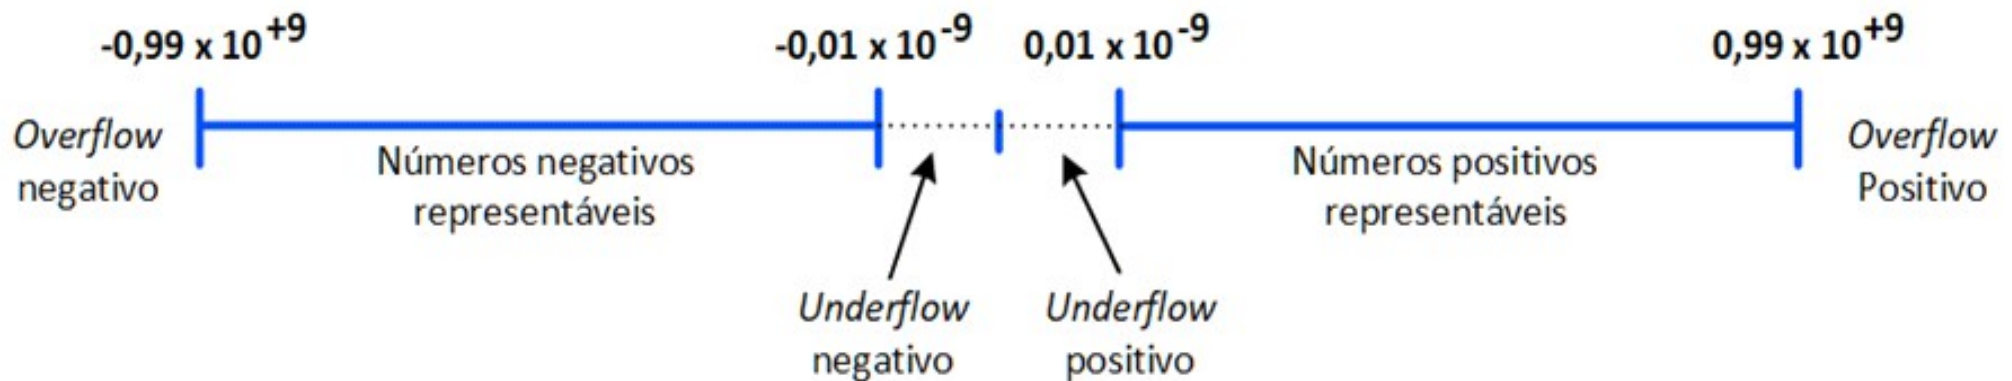 -0,99 x 10⁺⁹
-0,01 x 10⁻⁹
0,01 x 10⁻⁹
0,99 x 10⁺⁹
Overflow
negativo
Números negativos
representáveis
Números positivos
representáveis
Overflow
Positivo
Underflow
negativo
Underflow
positivo